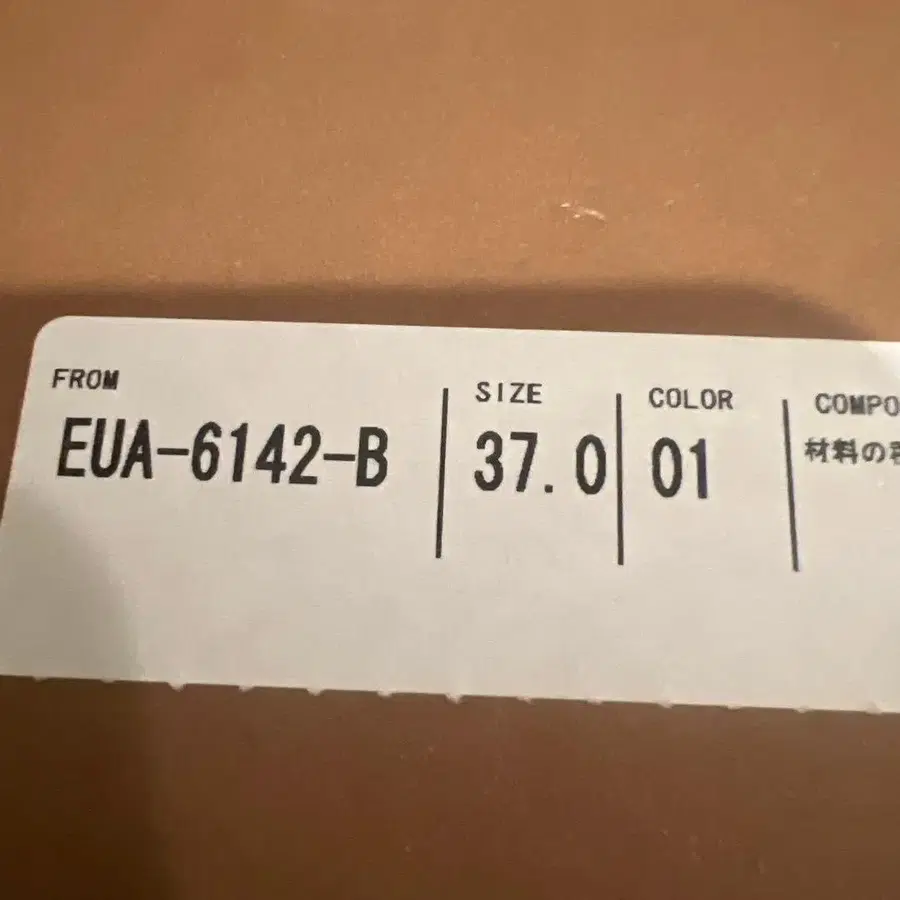 FROM SIZE COLOR COMPO
EUA-6142-B 37.0 01 材料の